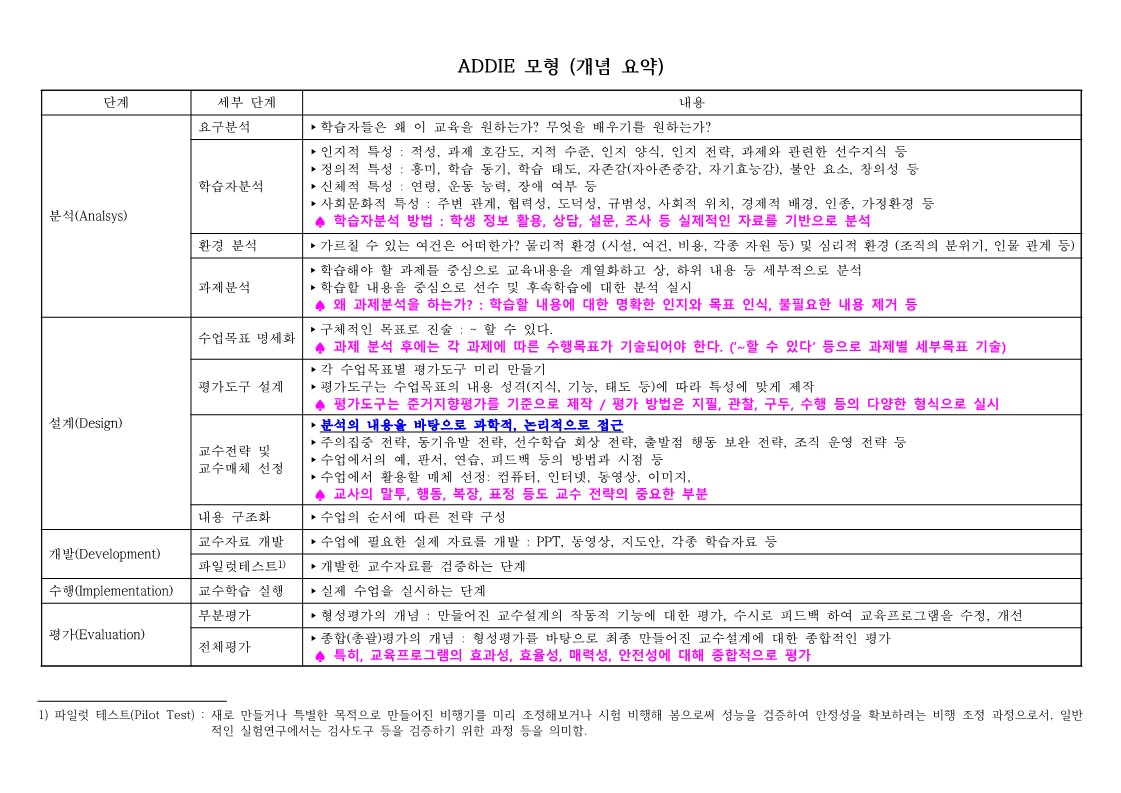 ADDIE 모형 (개념 요약)
단계 세부 단계 내용
분석(Analsys)
요구분석
▸학습자들은 왜 이 교육을 원하는가? 무엇을 배우기를 원하는가?
학습자분석
▸인지적 특성 : 적성, 과제 호감도, 지적 수준, 인지 양식, 인지 전략, 과제와 관련한 선수지식 등
▸정의적 특성 : 흥미, 학습 동기, 학습 태도, 자존감(자아존중감, 자기효능감), 불안 요소, 창의성 등
▸신체적 특성 : 연령, 운동 능력, 장애 여부 등
▸사회문화적 특성 : 주변 관계, 협력성, 도덕성, 규범성, 사회적 위치, 경제적 배경, 인종, 가정환경 등
♠ 학습자분석 방법 : 학생 정보 활용, 상담, 설문, 조사 등 실제적인 자료를 기반으로 분석
환경 분석
▸가르칠 수 있는 여건은 어떠한가? 물리적 환경 (시설, 여건, 비용, 각종 자원 등) 및 심리적 환경 (조직의 분위기, 인물 관계 등)
과제분석
▸학습해야 할 과제를 중심으로 교육내용을 계열화하고 상, 하위 내용 등 세부적으로 분석
▸학습할 내용을 중심으로 선수 및 후속학습에 대한 분석 실시
♠ 왜 과제분석을 하는가? : 학습할 내용에 대한 명확한 인지와 목표 인식, 불필요한 내용 제거 등
설계(Design)
수업목표 명세화
▸구체적인 목표로 진술 : ~ 할 수 있다.
♠ 과제 분석 후에는 각 과제에 따른 수행목표가 기술되어야 한다. (‘~할 수 있다’ 등으로 과제별 세부목표 기술)
평가도구 설계
▸각 수업목표별 평가도구 미리 만들기
▸평가도구는 수업목표의 내용 성격(지식, 기능, 태도 등)에 따라 특성에 맞게 제작
♠ 평가도구는 준거지향평가를 기준으로 제작 / 평가 방법은 지필, 관찰, 구두, 수행 등의 다양한 형식으로 실시
교수전략 및
교수매체 선정
▸분석의 내용을 바탕으로 과학적, 논리적으로 접근
▸주의집중 전략, 동기유발 전략, 선수학습 회상 전략, 출발점 행동 보완 전략, 조직 운영 전략 등
▸수업에서의 예, 판서, 연습, 피드백 등의 방법과 시점 등
▸수업에서 활용할 매체 선정: 컴퓨터, 인터넷, 동영상, 이미지,
♠ 교사의 말투, 행동, 복장, 표정 등도 교수 전략의 중요한 부분
내용 구조화
▸수업의 순서에 따른 전략 구성
개발(Development)
교수자료 개발
▸수업에 필요한 실제 자료를 개발 : PPT, 동영상, 지도안, 각종 학습자료 등
파일럿테스트1)
▸개발한 교수자료를 검증하는 단계
수행(Implementation)
교수학습 실행
▸실제 수업을 실시하는 단계
평가(Evaluation)
부분평가
▸형성평가의 개념 : 만들어진 교수설계의 작동적 기능에 대한 평가, 수시로 피드백 하여 교육프로그램을 수정, 개선
전체평가
▸종합(총괄)평가의 개념 : 형성평가를 바탕으로 최종 만들어진 교수설계에 대한 종합적인 평가
♠ 특히, 교육프로그램의 효과성, 효율성, 매력성, 안전성에 대해 종합적으로 평가
1) 파일럿 테스트(Pilot Test) : 새로 만들거나 특별한 목적으로 만들어진 비행기를 미리 조정해보거나 시험 비행해 봄으로써 성능을 검증하여 안정성을 확보하려는 비행 조정 과정으로서, 일반
적인 실험연구에서는 검사도구 등을 검증하기 위한 과정 등을 의미함.